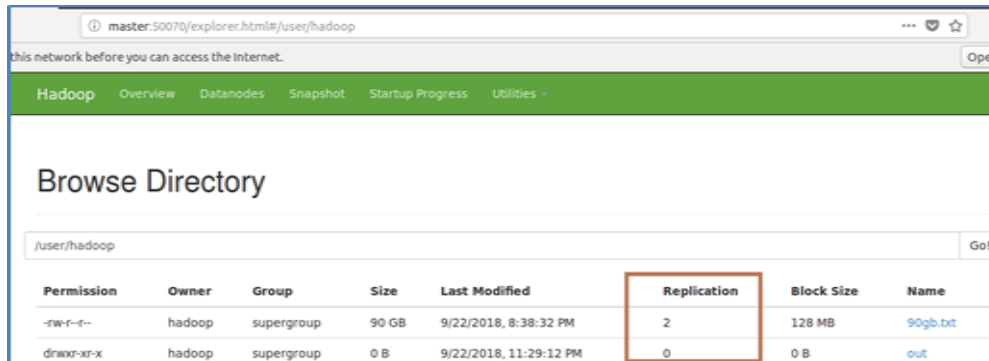 master:50070/explorer.html#/user/hadoop
this network before you can access the Internet. Ope
Hadoop Overview Datanodes Snapshot Startup Progress Utilities
Browse Directory
/user/hadoop Go!
Permission Owner Group Size Last Modified Replication Block Size Name
-rw-r--r-- hadoop supergroup 90 GB 9/22/2018, 8:38:32 PM 2 128 MB 90gb.txt
drwxr-xr-x hadoop supergroup 0 B 9/22/2018, 11:29:12 PM 0 0 B out